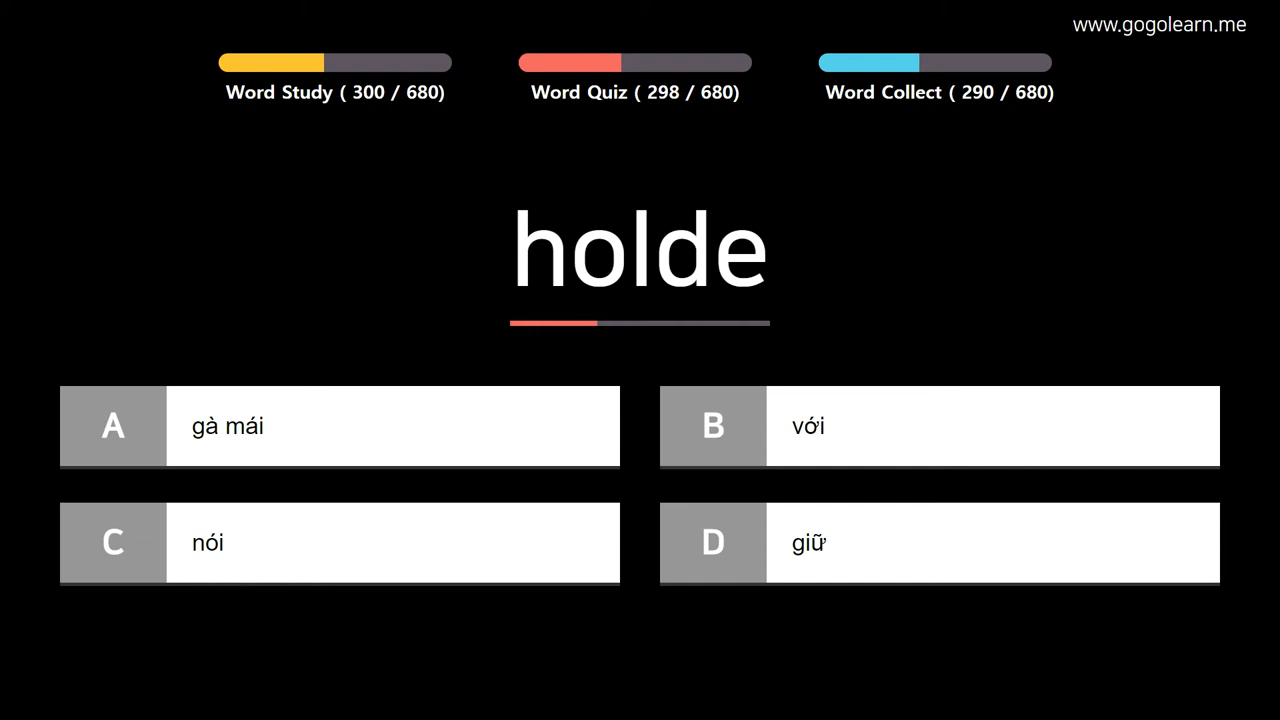 www.gogolearn.me
Word Study ( 300 / 680)
Word Quiz ( 298 / 680)
Word Collect ( 290 / 680)
holde
A gà mái
B với
C nói
D giữ